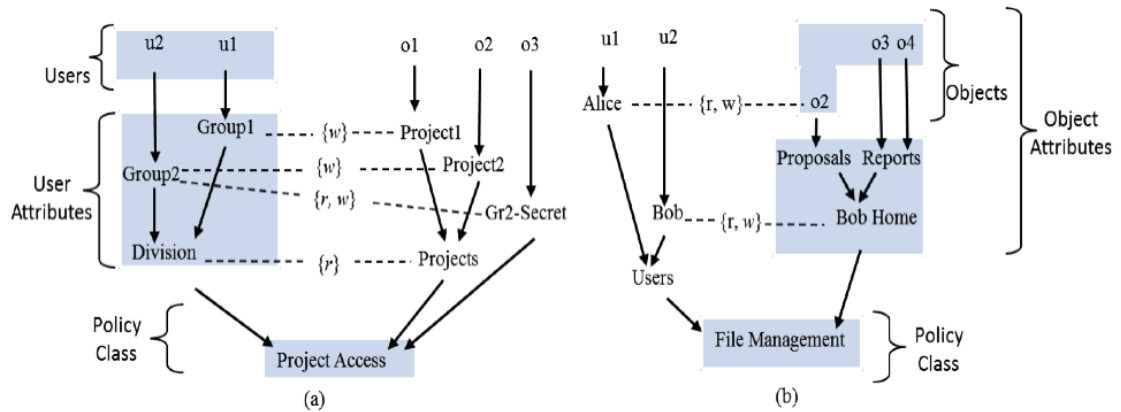 u2 u1 o1 o2 o3
Users
Group1 {w} Project1
Group2 {w} Project2
{r, w} Gr2-Secret
User
Attributes
Division {r} Projects
Policy
Class
Project Access
(a)
u1 u2 o3 o4
Alice {r, w} o2
Objects
Proposals Reports
Object
Attributes
Bob {r, w} Bob Home
Users
File Management
Policy
Class
(b)